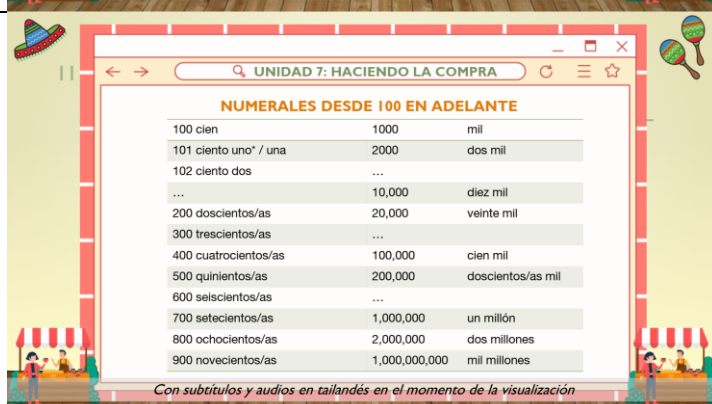 UNIDAD 7: HACIENDO LA COMPRA
NUMERALES DESDE 100 EN ADELANTE
100 cien 1000 mil
101 ciento uno* / una 2000 dos mil
102 ciento dos ...
... 10,000 diez mil
200 doscientos/as 20,000 veinte mil
300 trescientos/as ...
400 cuatrocientos/as 100,000 cien mil
500 quinientos/as 200,000 doscientos/as mil
600 seiscientos/as ...
700 setecientos/as 1,000,000 un millón
800 ochocientos/as 2,000,000 dos millones
900 novecientos/as 1,000,000,000 mil millones
Con subtítulos y audios en tailandés en el momento de la visualización